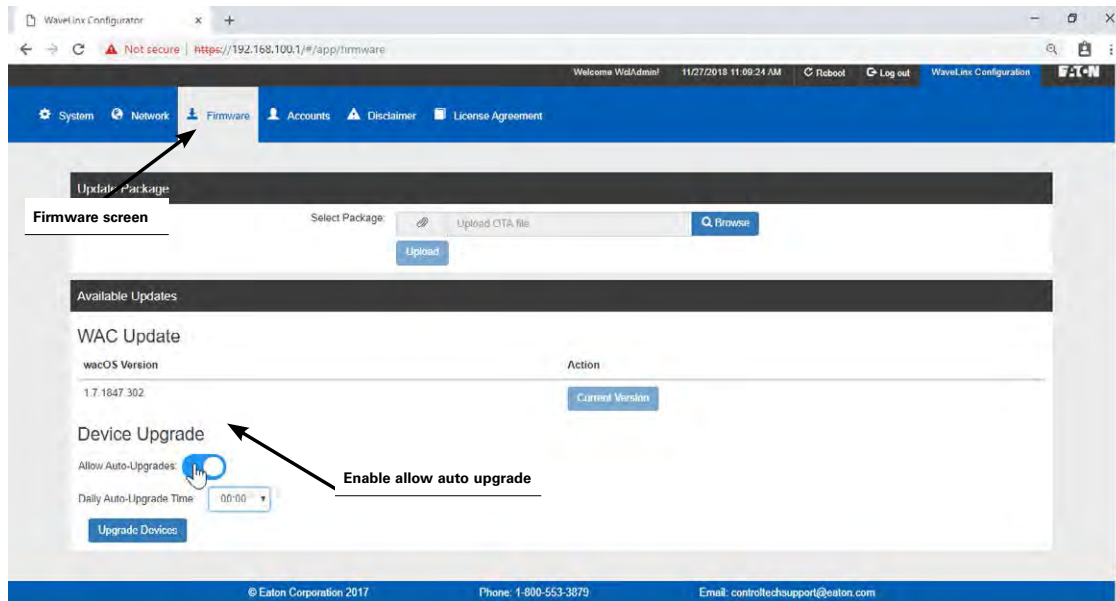 WaveLinx Configurator
Not secure | https://192.168.100.1/#/app/firmware
Welcome WclAdmin! 11/27/2018 11:09:24 AM Reboot Log out WaveLinx Configuration EATON
System Network Firmware Accounts Disclaimer License Agreement
Update Package
Firmware screen
Select Package: Upload OTA file Browse
Upload
Available Updates
WAC Update
wacOS Version Action
1.7.1847.302 Current Version
Device Upgrade
Allow Auto-Upgrades:
Enable allow auto upgrade
Daily Auto-Upgrade Time 00:00
Upgrade Devices
© Eaton Corporation 2017 Phone: 1-800-553-3879 Email: controltechsupport@eaton.com